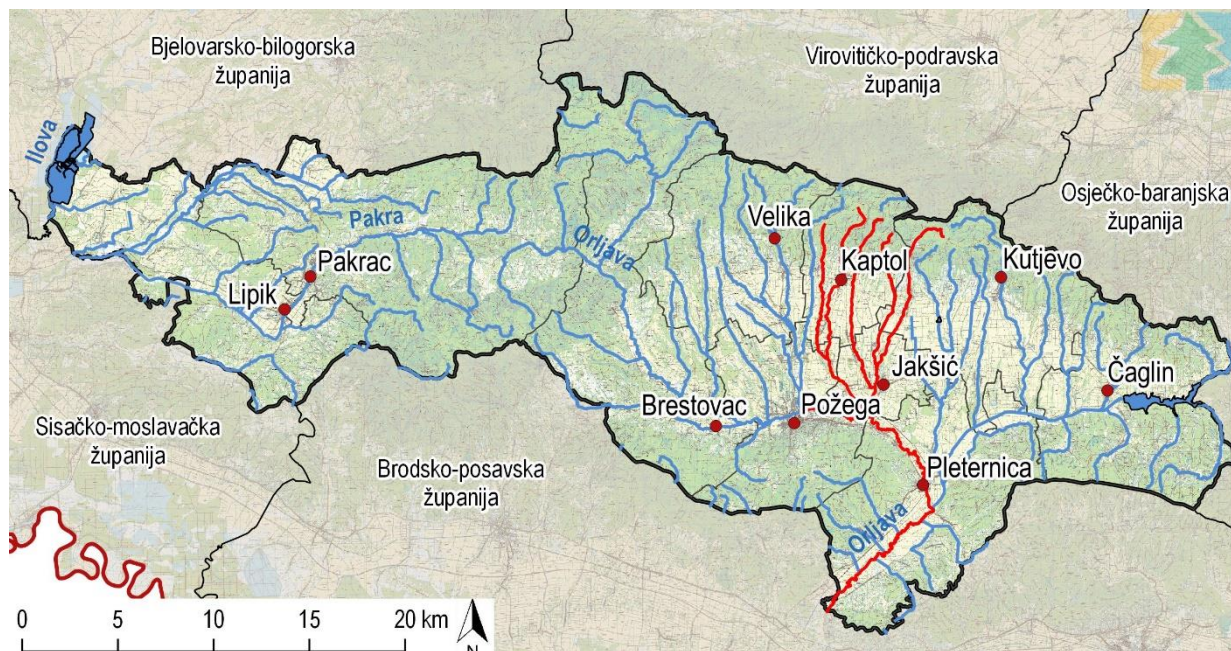 Bjelovarsko-bilogorska
županija
Virovitičko-podravska
županija
Ilova
Osječko-baranjska
županija
Velika
Pakra
Orljava
Kaptol
Kutjevo
Pakrac
Lipik
Jakšić
Čaglin
Brestovac
Požega
Sisačko-moslavačka
županija
Brodsko-posavska
županija
Pleternica
Orljava
0 5 10 15 20 km
N